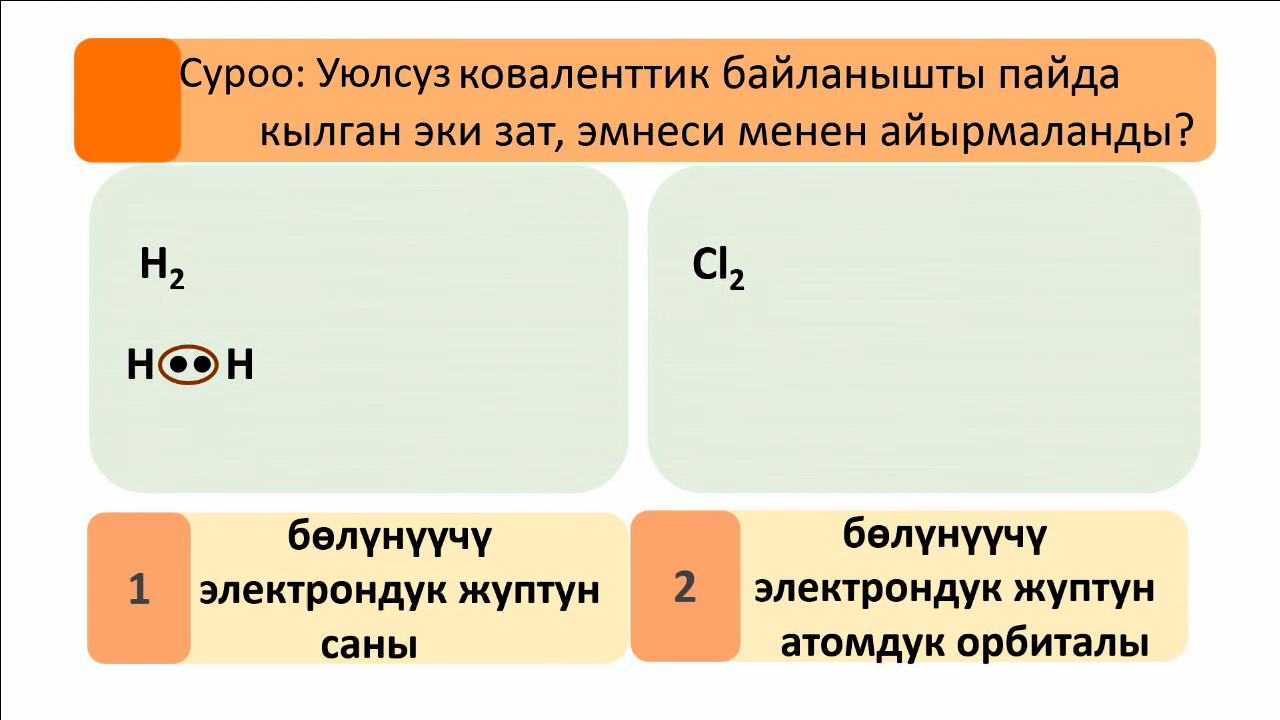 Суроо: Уюлсуз коваленттик байланышты пайда
кылган эки зат, эмнеси менен айырмаланды?
H₂
H●●H
Cl₂
1
бөлүнүүчү
электрондук жуптун
саны
2
бөлүнүүчү
электрондук жуптун
атомдук орбиталы